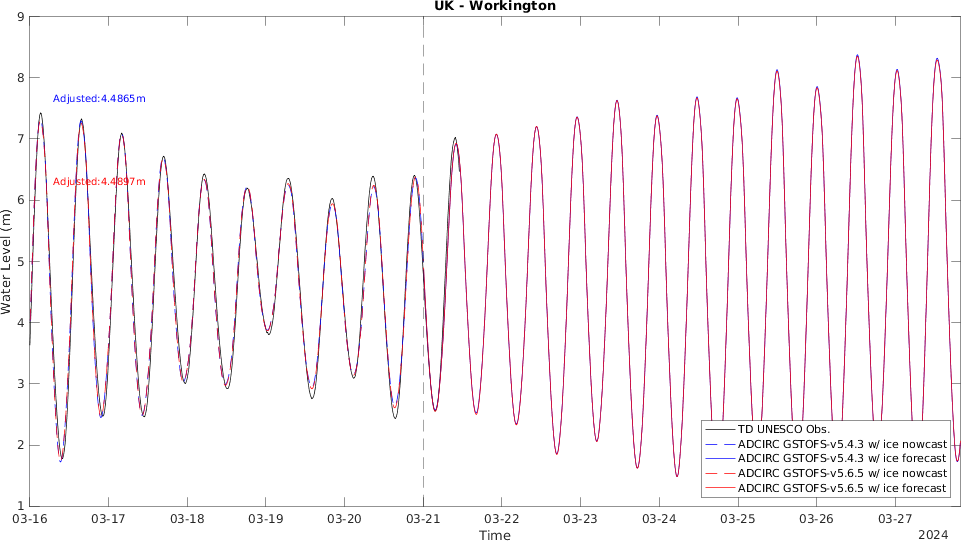 UK - Workington
9
8
7
6
5
4
3
2
1
Water Level (m)
Adjusted:4.4865m
Adjusted:4.4897m
TD UNESCO Obs.
ADCIRC GSTOFS-v5.4.3 w/ ice nowcast
ADCIRC GSTOFS-v5.4.3 w/ ice forecast
ADCIRC GSTOFS-v5.6.5 w/ ice nowcast
ADCIRC GSTOFS-v5.6.5 w/ ice forecast
03-16 03-17 03-18 03-19 03-20 03-21 03-22 03-23 03-24 03-25 03-26 03-27
Time
2024